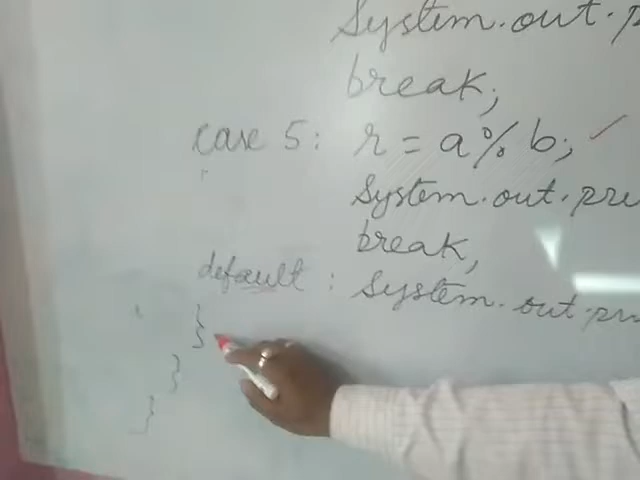 System.out.p
break;
case 5: r = a % b;
System.out.pri
break,
default : System.out.pri
}
}
}